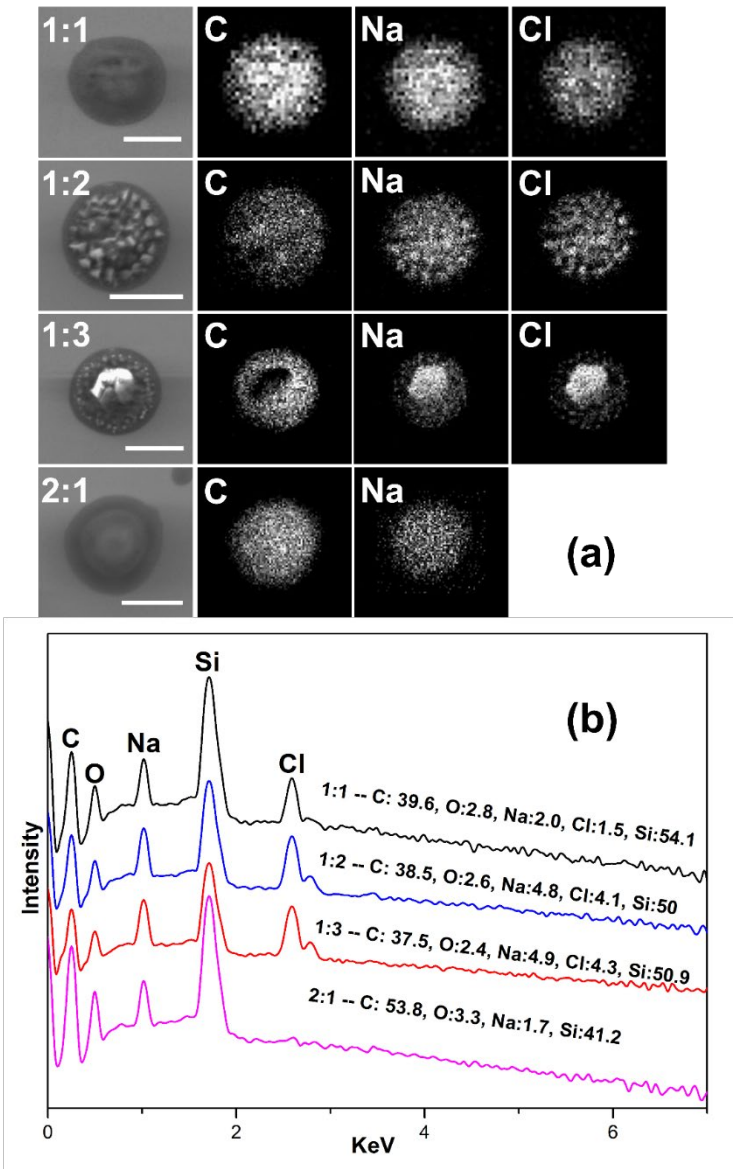 1:1 C Na Cl
1:2 C Na Cl
1:3 C Na Cl
2:1 C Na
(a)
Si
(b)
C
Na
O
Cl
1:1 -- C: 39.6, O:2.8, Na:2.0, Cl:1.5, Si:54.1
1:2 -- C: 38.5, O:2.6, Na:4.8, Cl:4.1, Si:50
1:3 -- C: 37.5, O:2.4, Na:4.9, Cl:4.3, Si:50.9
2:1 -- C: 53.8, O:3.3, Na:1.7, Si:41.2
Intensity
0 2 4 6
KeV